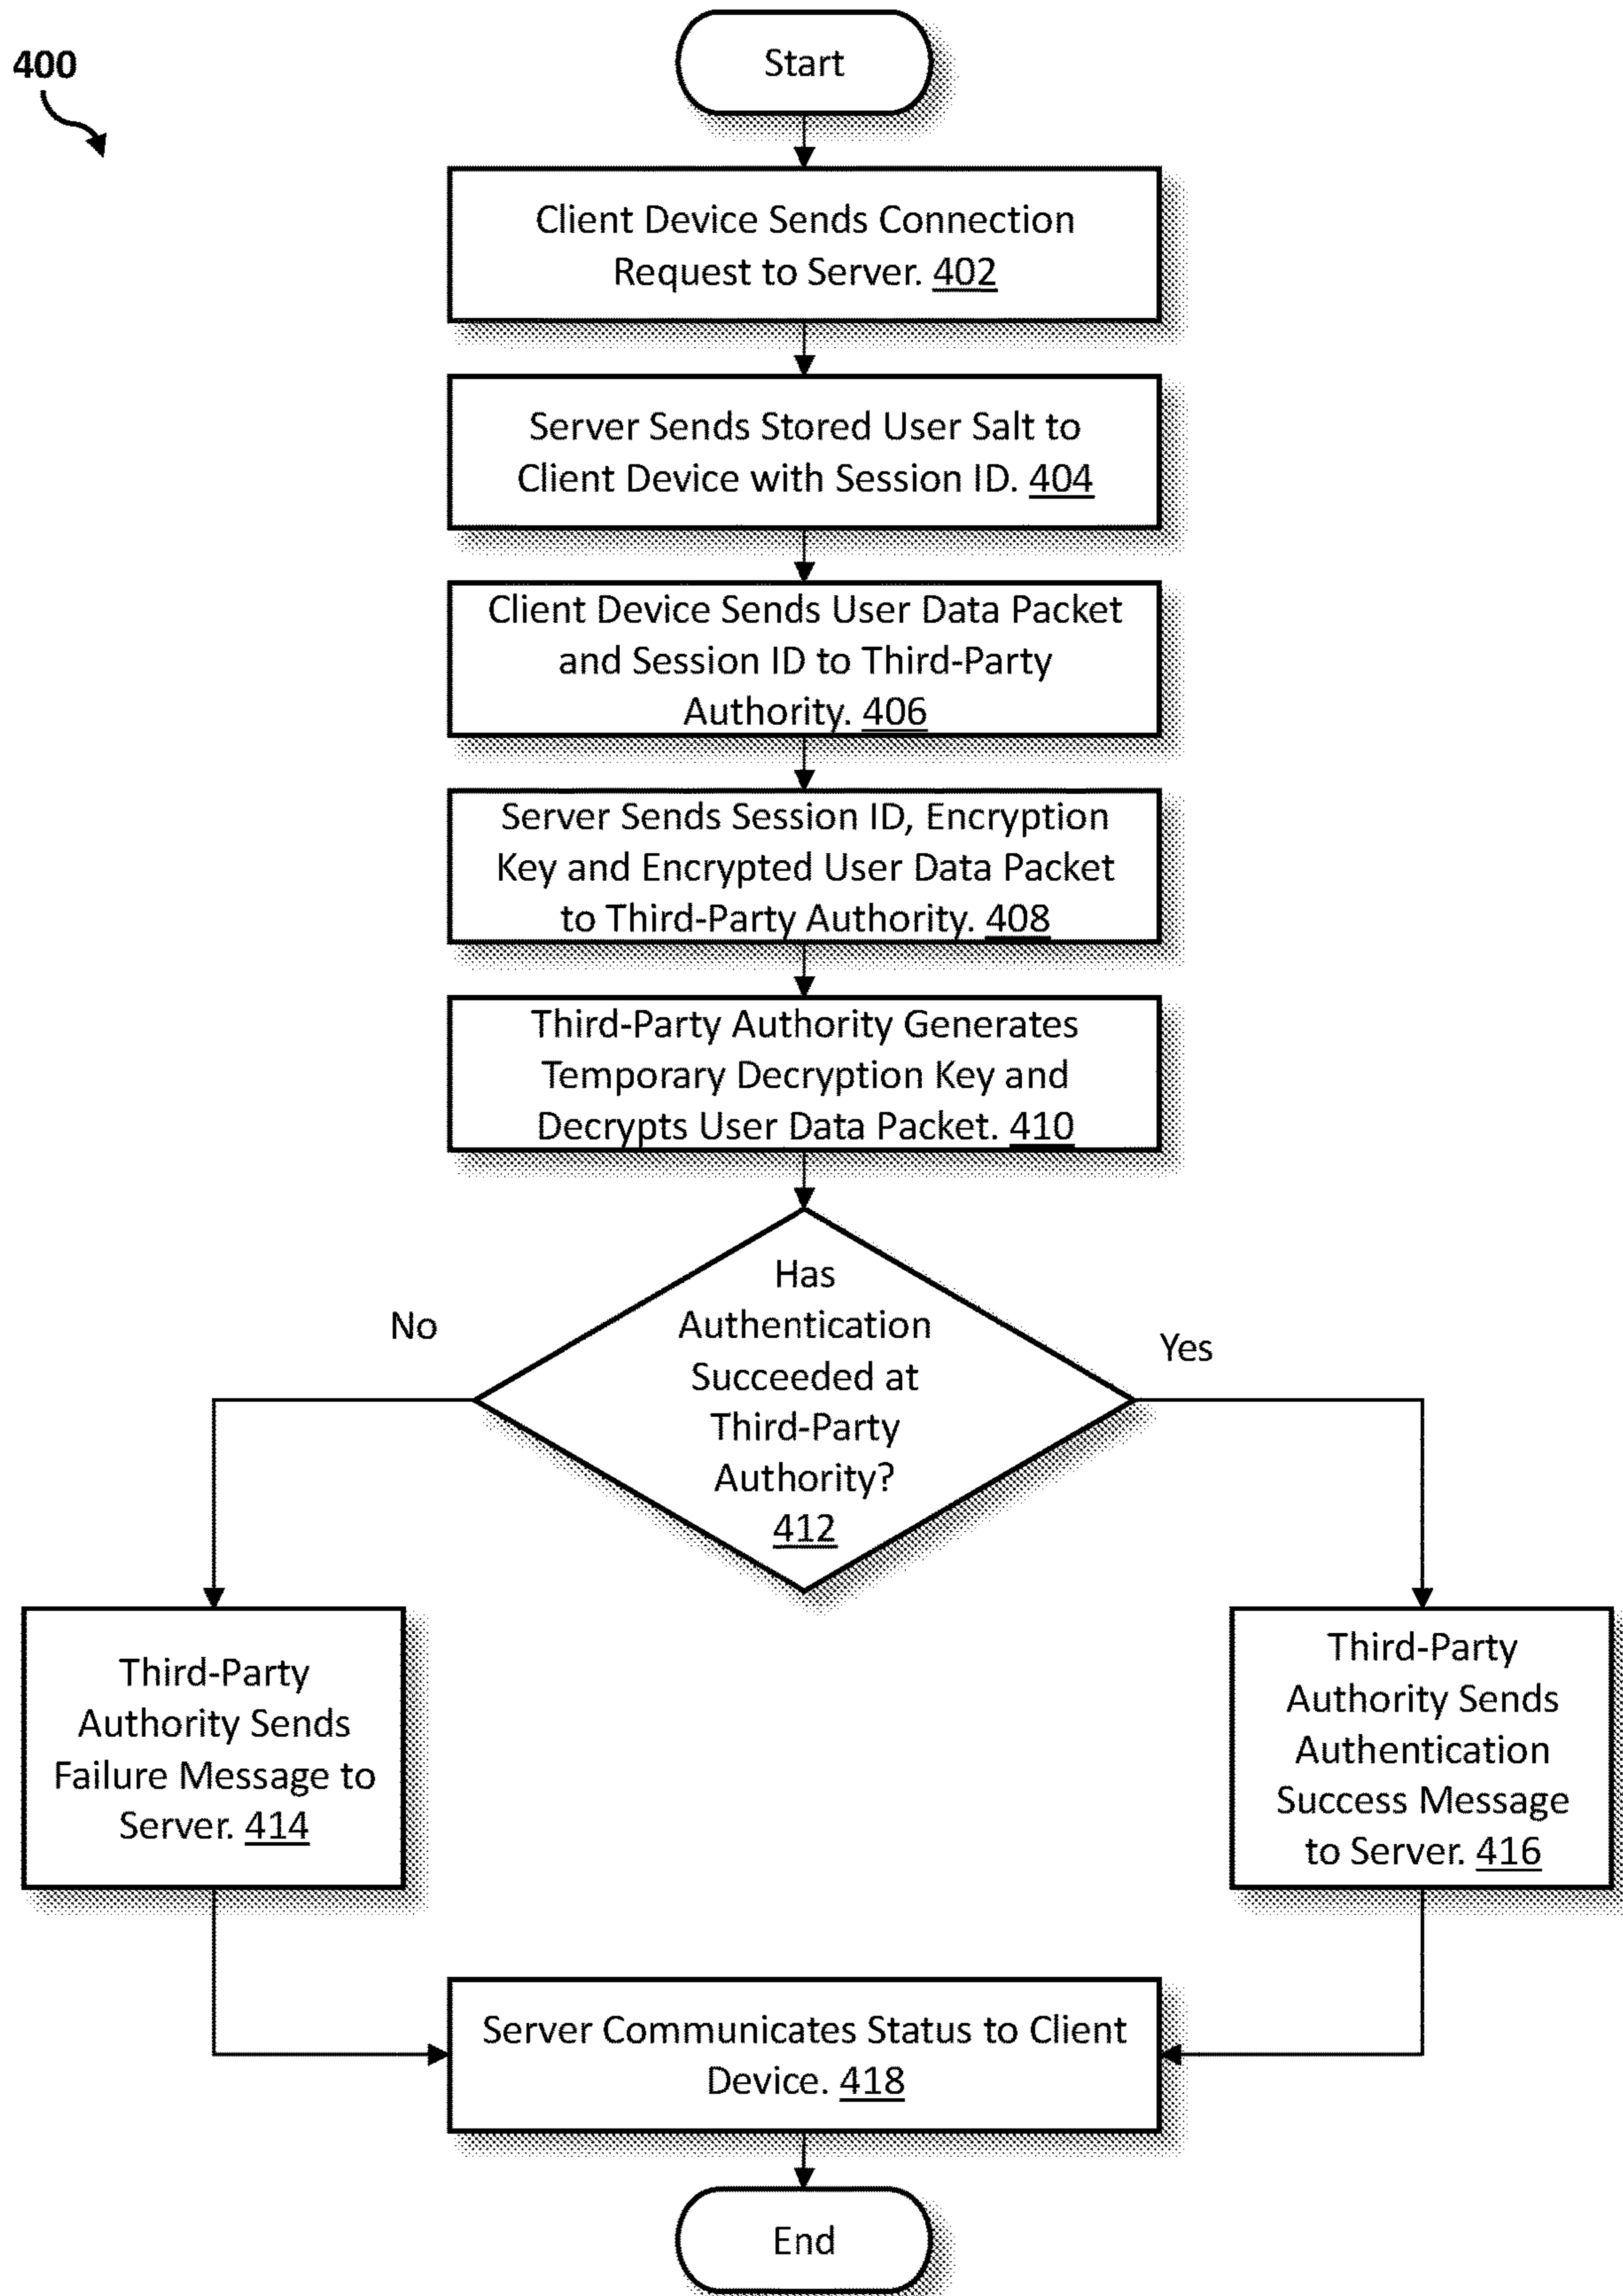 400
Start
Client Device Sends Connection
Request to Server. 402
Server Sends Stored User Salt to
Client Device with Session ID. 404
Client Device Sends User Data Packet
and Session ID to Third-Party
Authority. 406
Server Sends Session ID, Encryption
Key and Encrypted User Data Packet
to Third-Party Authority. 408
Third-Party Authority Generates
Temporary Decryption Key and
Decrypts User Data Packet. 410
Has
Authentication
Succeeded at
Third-Party
Authority?
412
No
Yes
Third-Party
Authority Sends
Failure Message to
Server. 414
Third-Party
Authority Sends
Authentication
Success Message
to Server. 416
Server Communicates Status to Client
Device. 418
End